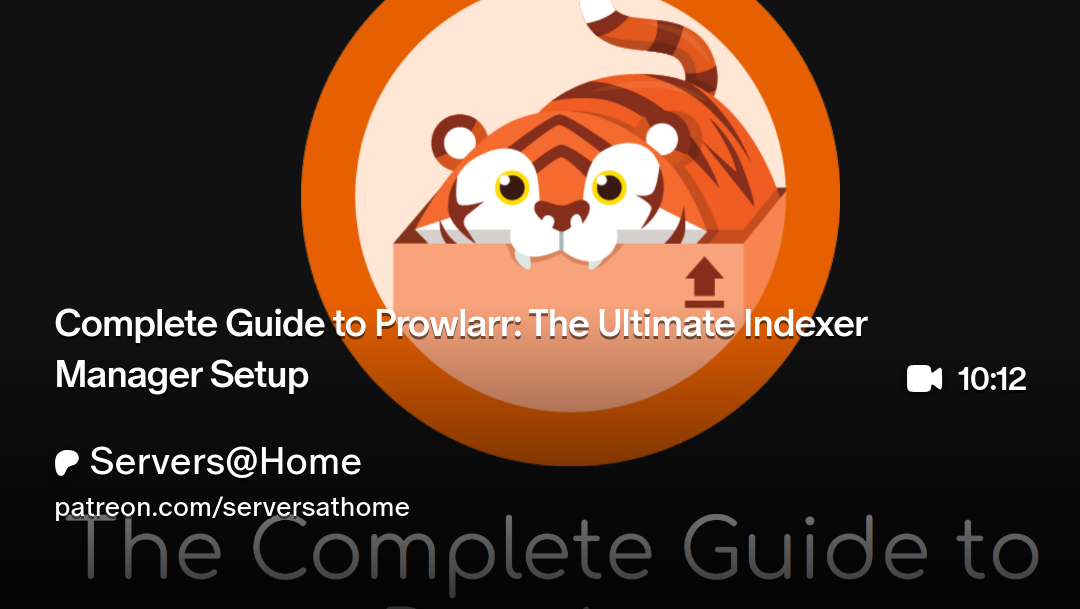 Complete Guide to Prowlarr: The Ultimate Indexer
Manager Setup
10:12
Servers@Home
patreon.com/serversathome
The Complete Guide to